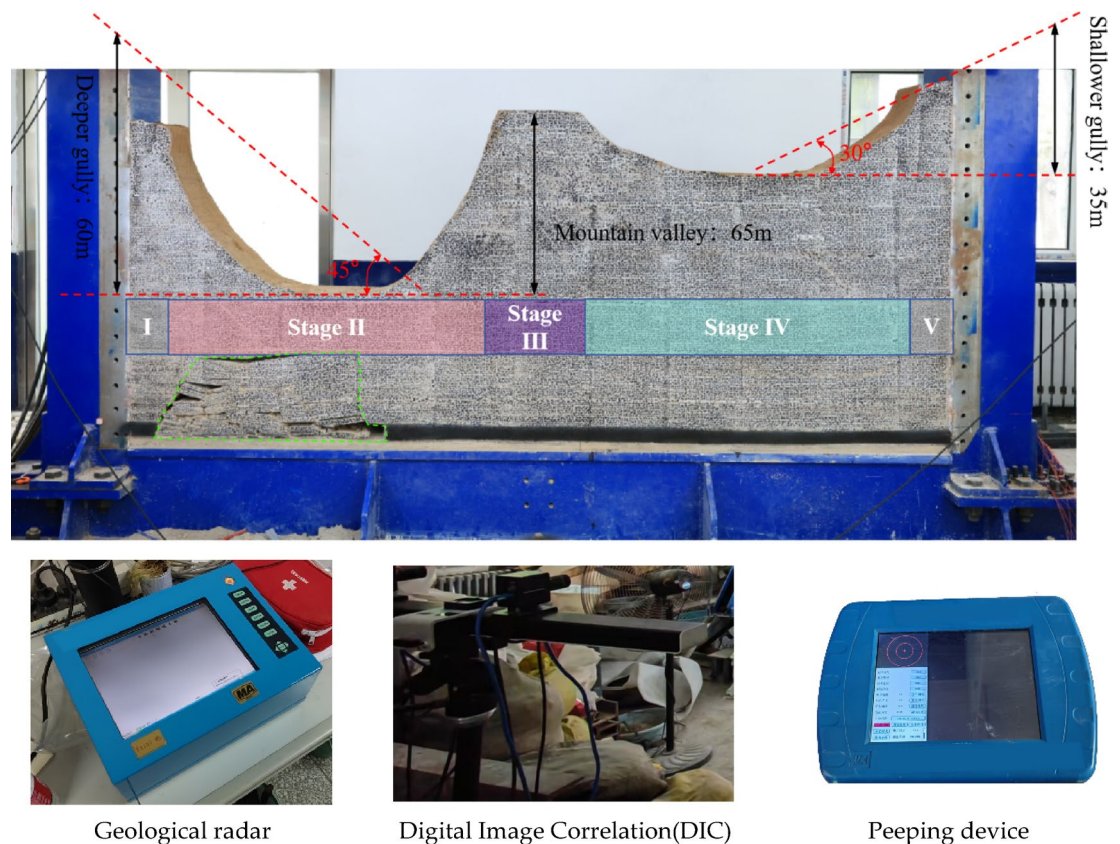 Deeper gully: 60m
Shallower gully: 35m
30°
Mountain valley: 65m
45°
I
Stage II
Stage
III
Stage IV
V
MA
Geological radar
Digital Image Correlation(DIC)
Peeping device